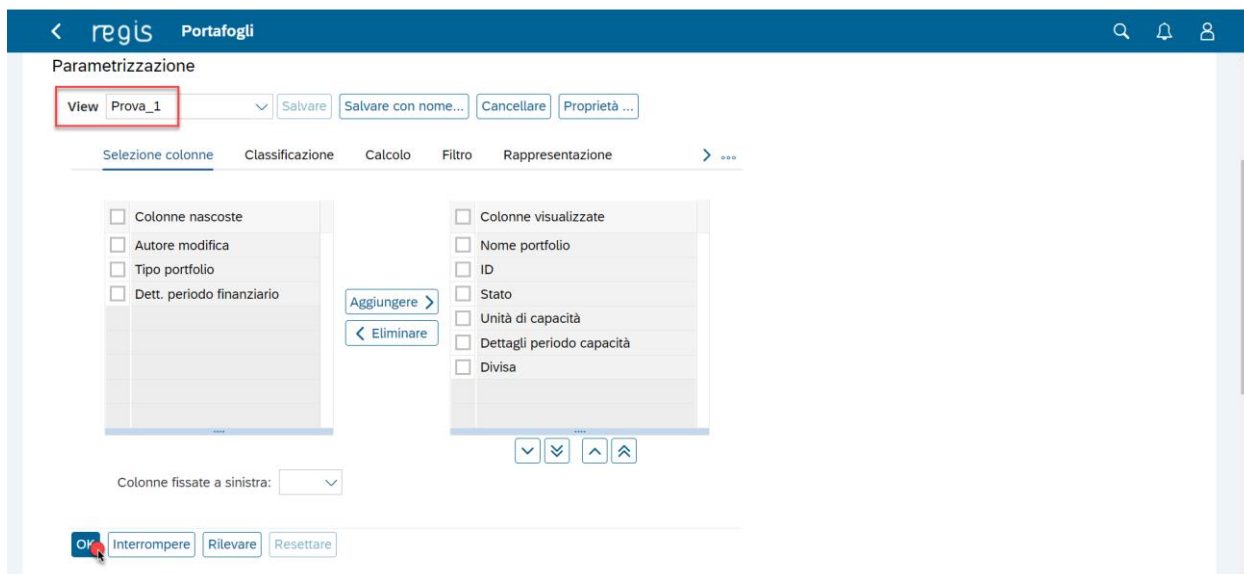 regis Portafogli
Parametrizzazione
View Prova_1 Salvare Salvare con nome... Cancellare Proprietà ...
Selezione colonne Classificazione Calcolo Filtro Rappresentazione
Colonne nascoste
Autore modifica
Tipo portfolio
Dett. periodo finanziario
Aggiungere
Eliminare
Colonne visualizzate
Nome portfolio
ID
Stato
Unità di capacità
Dettagli periodo capacità
Divisa
Colonne fissate a sinistra:
OK Interrompere Rilevare Resettare